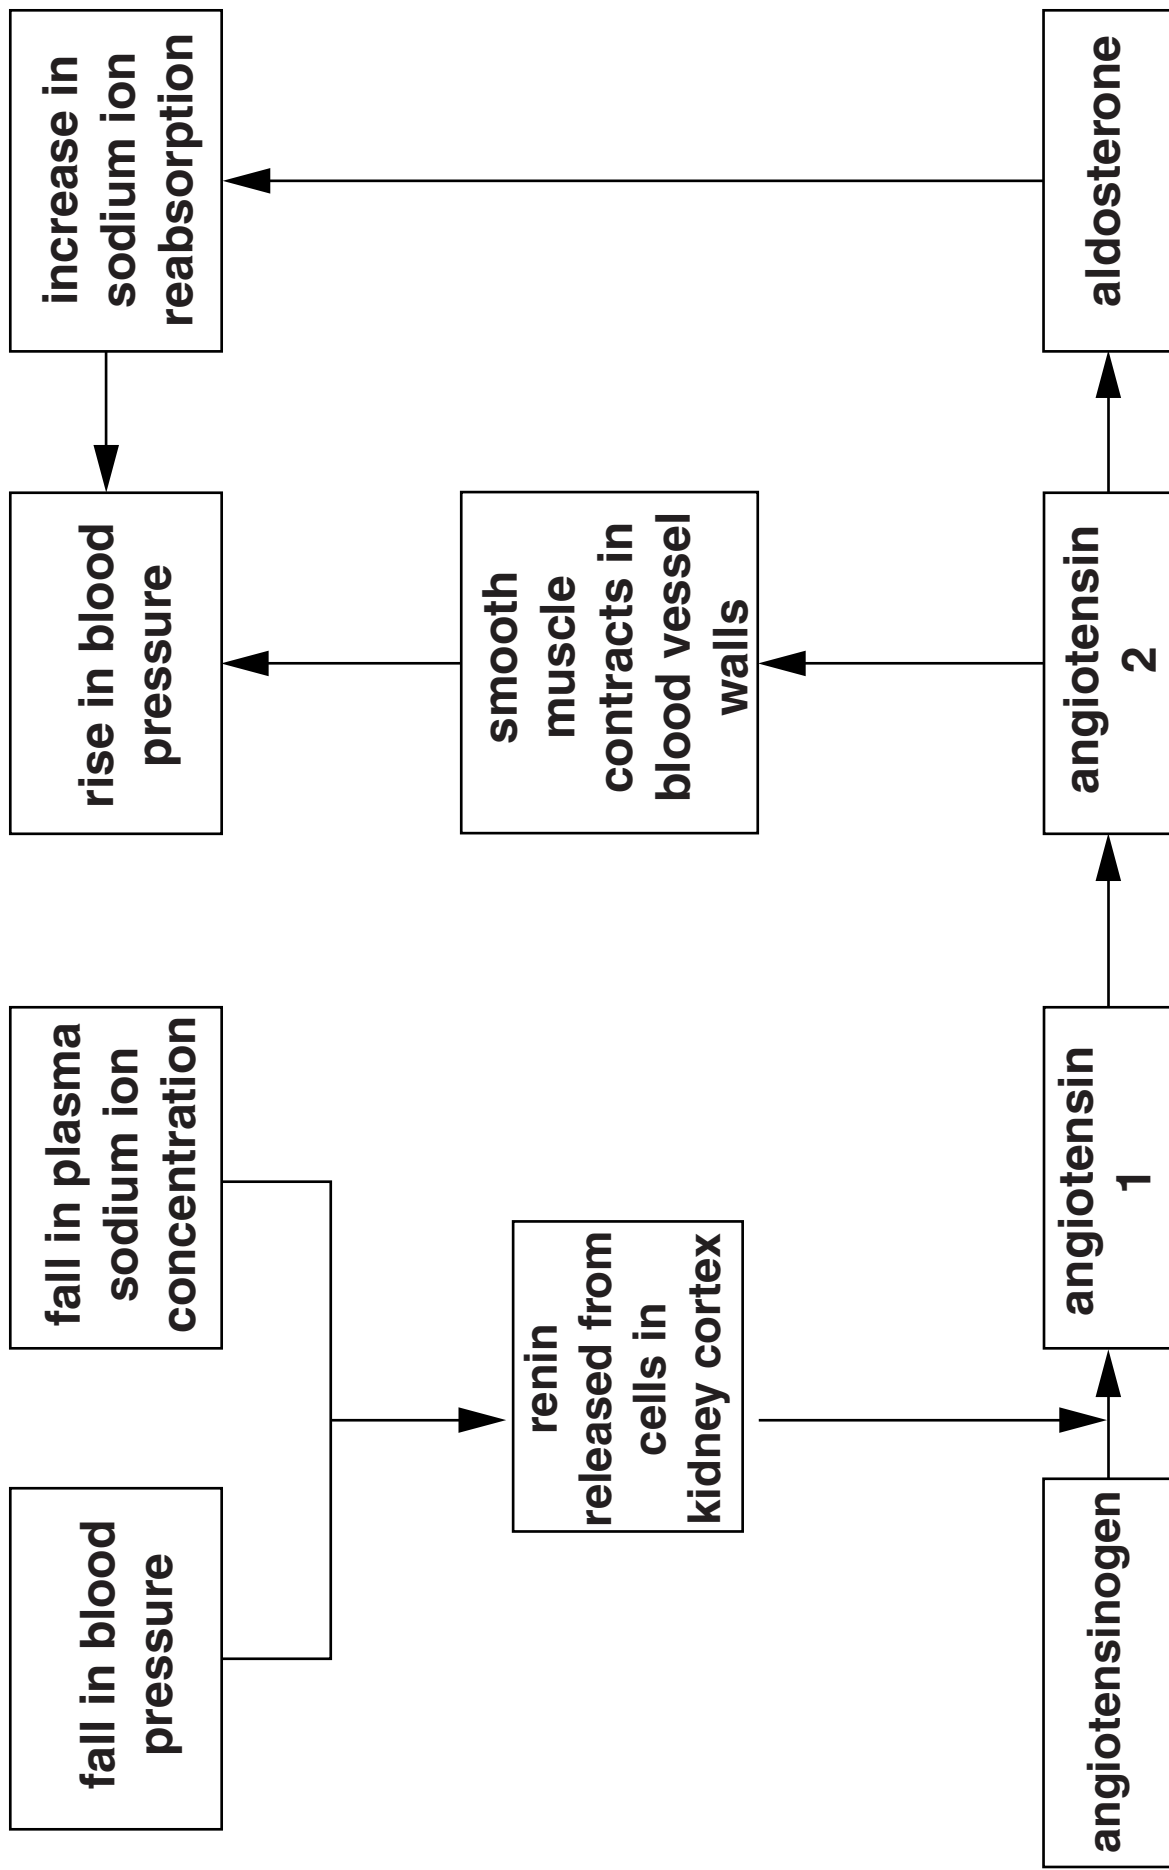 fall in blood
pressure
fall in plasma
sodium ion
concentration
rise in blood
pressure
increase in
sodium ion
reabsorption
renin
released from
cells in
kidney cortex
smooth
muscle
contracts in
blood vessel
walls
angiotensinogen
angiotensin
1
angiotensin
2
aldosterone